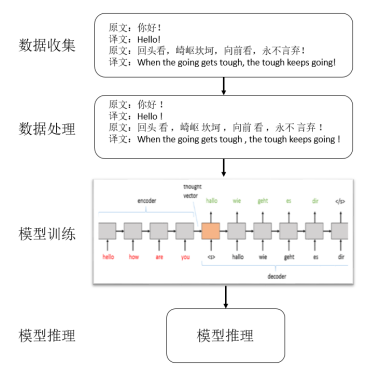 数据收集
原文：你好！
译文：Hello!
原文：回头看，崎岖坎坷，向前看，永不言弃！
译文：When the going gets tough, the tough keeps going!
数据处理
原文：你好 ！
译文：Hello !
原文：回头 看 ，崎岖 坎坷 ，向前 看 ，永不 言弃 ！
译文：When the going gets tough , the tough keeps going !
模型训练
encoder
thought
vector
hallo wie geht es dir </s>
hello how are you <s> hallo wie geht es dir
decoder
模型推理
模型推理